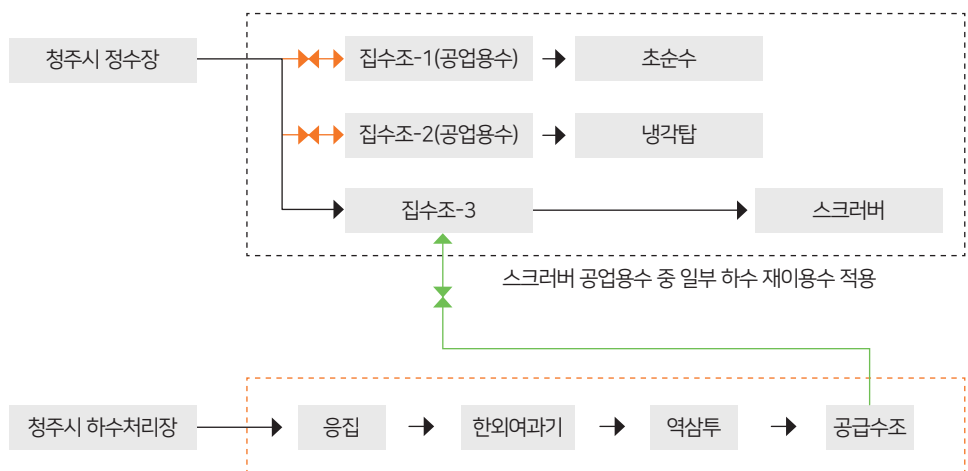 청주시 정수장
집수조-1(공업용수)
초순수
집수조-2(공업용수)
냉각탑
집수조-3
스크러버
스크러버 공업용수 중 일부 하수 재이용수 적용
청주시 하수처리장
응집
한외여과기
역삼투
공급수조